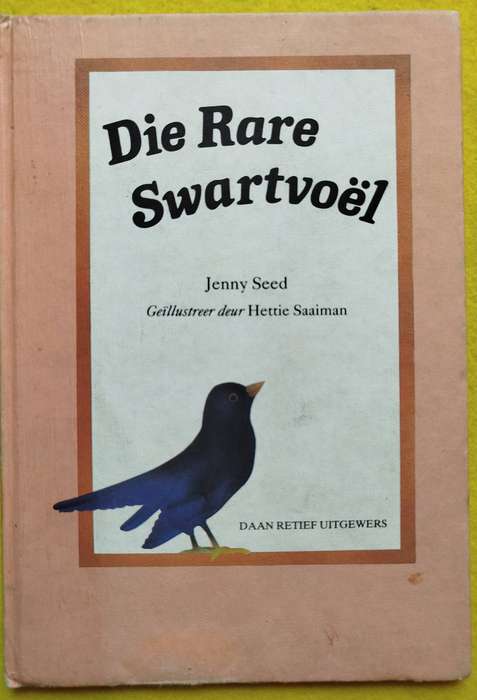 Die Rare
Swartvoël
Jenny Seed
Geïllustreer deur Hettie Saaiman
DAAN RETIEF UITGEWERS